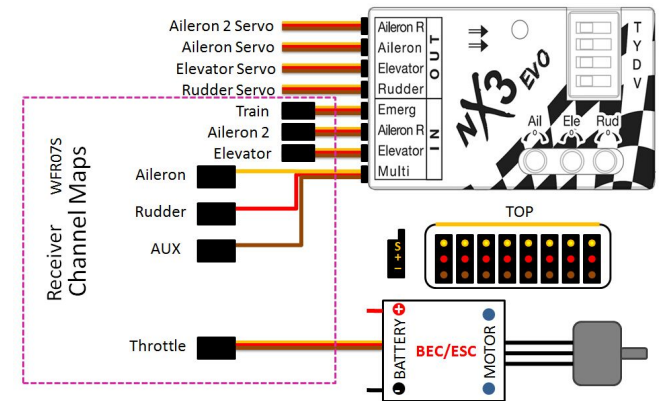 Aileron 2 Servo
Aileron Servo
Elevator Servo
Rudder Servo
Train
Aileron 2
Elevator
Aileron
Rudder
AUX
Throttle
Receiver WFR07S
Channel Maps
Aileron R
Aileron
Elevator
Rudder
OUT
Emerg
Aileron R
Elevator
Multi
IN
NX3 EVO
T
Y
D
V
Ail Ele Rud
TOP
S
+
–
+
BATTERY
-
BEC/ESC
MOTOR